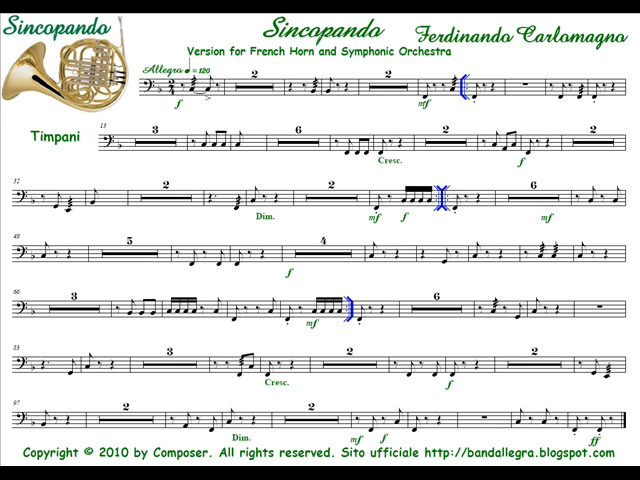 Sincopando
Sincopando
Ferdinando Carlomagno
Version for French Horn and Symphonic Orchestra
Allegro ♩ = 120
2 4 2 2
f mf
Timpani
13
3 2 6 2 2
Cresc. f
32
2 2 6
Dim. mf f mf
49
5 4
f
66
3 6
mf
83
3 2 2
Cresc. f
97
2 2
Dim. mf f ff
Copyright © 2010 by Composer. All rights reserved. Sito ufficiale http://bandallegra.blogspot.com